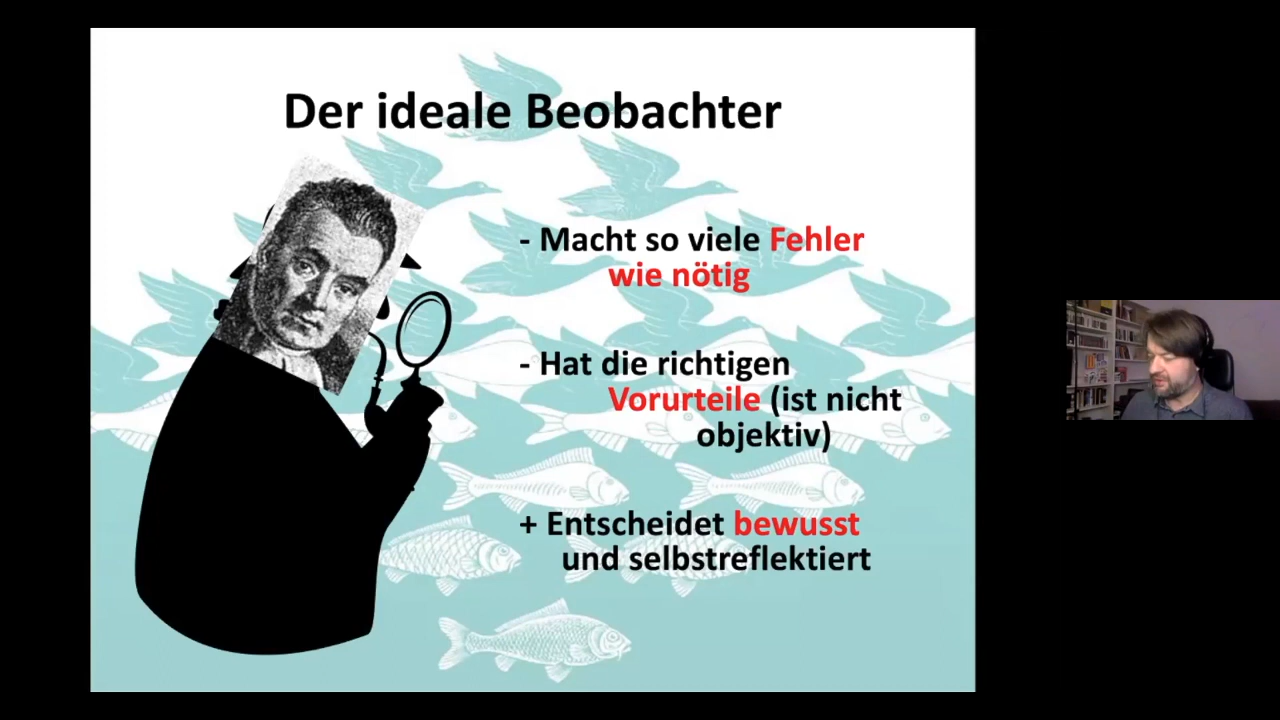 Der ideale Beobachter
- Macht so viele Fehler
wie nötig
- Hat die richtigen
Vorurteile (ist nicht
objektiv)
+ Entscheidet bewusst
und selbstreflektiert